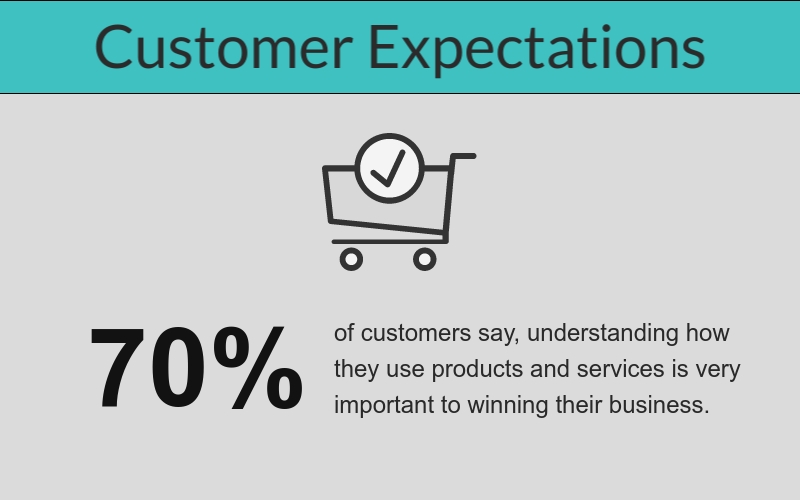 Customer Expectations
70%
of customers say, understanding how
they use products and services is very
important to winning their business.